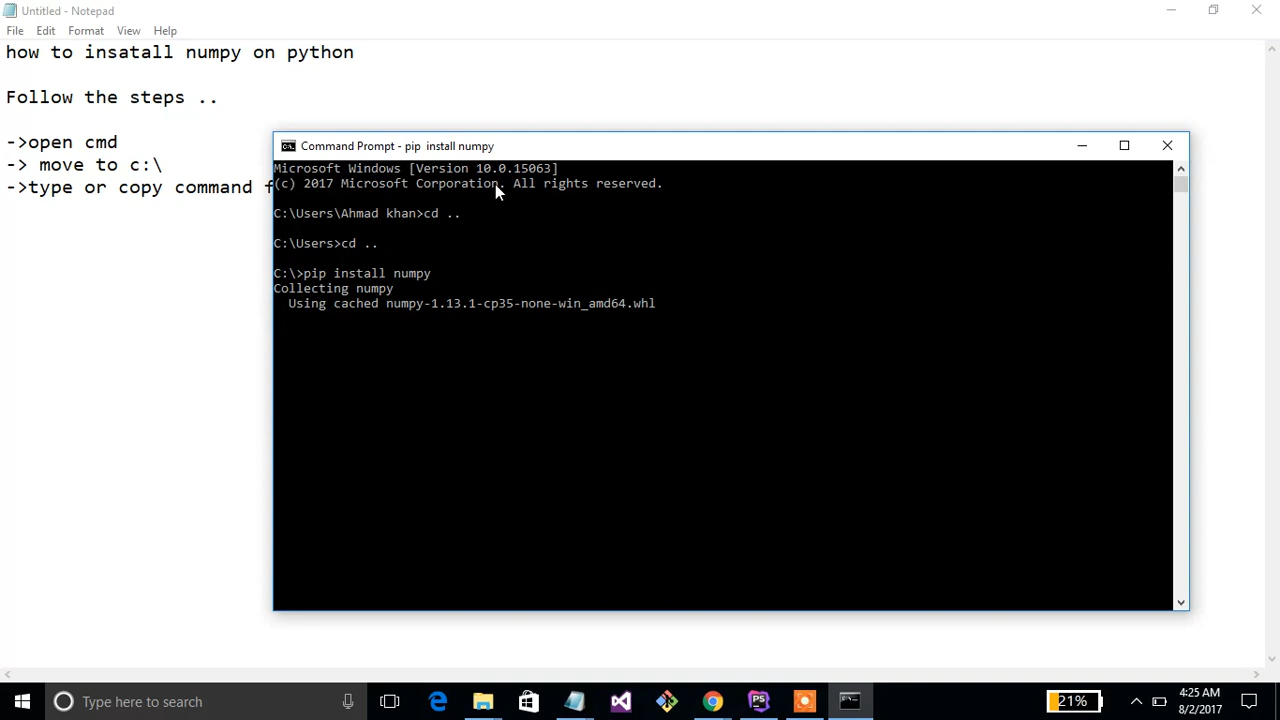 Untitled - Notepad
File Edit Format View Help
how to insatall numpy on python
Follow the steps ..
->open cmd
-> move to c:\
->type or copy command f
Command Prompt - pip  install numpy
Microsoft Windows [Version 10.0.15063]
(c) 2017 Microsoft Corporation. All rights reserved.
C:\Users\Ahmad khan>cd ..
C:\Users>cd ..
C:\>pip install numpy
Collecting numpy
  Using cached numpy-1.13.1-cp35-none-win_amd64.whl
Type here to search
PS
21%
4:25 AM
8/2/2017